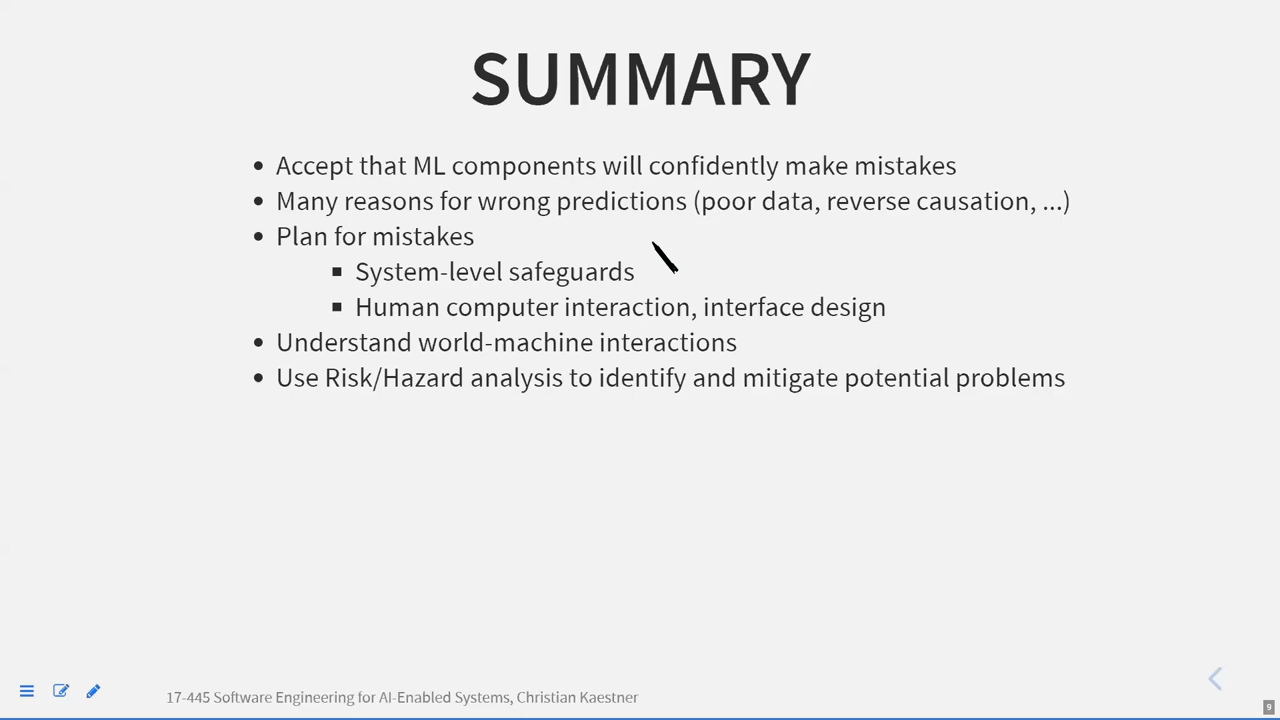 SUMMARY
• Accept that ML components will confidently make mistakes
• Many reasons for wrong predictions (poor data, reverse causation, ...)
• Plan for mistakes
▪ System-level safeguards
▪ Human computer interaction, interface design
• Understand world-machine interactions
• Use Risk/Hazard analysis to identify and mitigate potential problems
17-445 Software Engineering for AI-Enabled Systems, Christian Kaestner
9